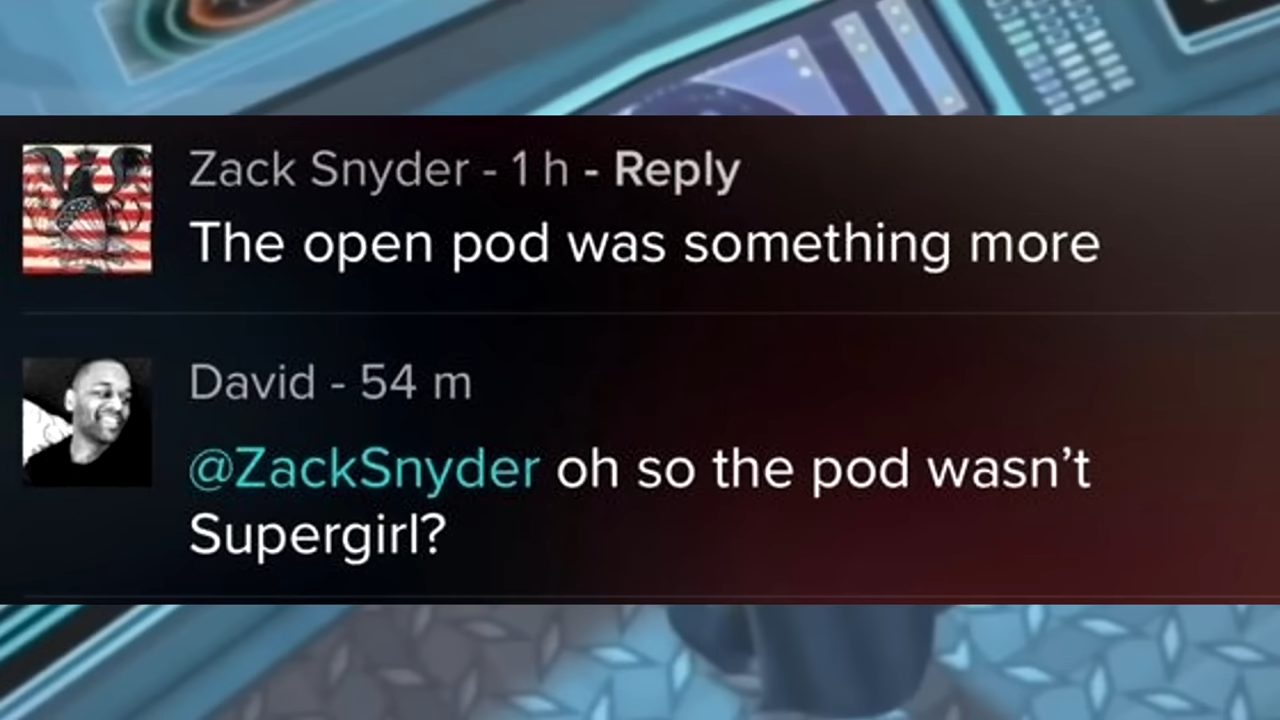 Zack Snyder - 1 h - Reply
The open pod was something more
David - 54 m
@ZackSnyder oh so the pod wasn’t
Supergirl?